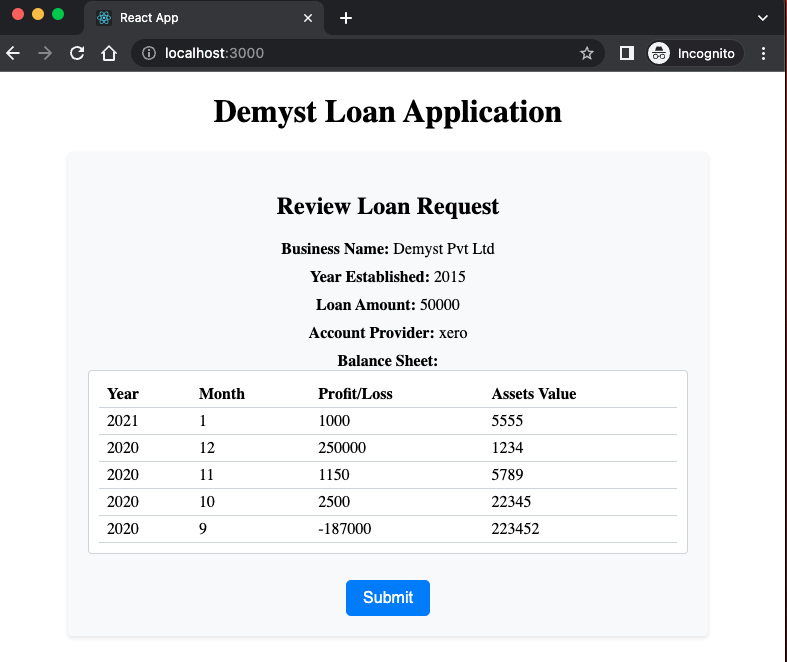 React App
localhost:3000
Incognito
Demyst Loan Application
Review Loan Request
Business Name: Demyst Pvt Ltd
Year Established: 2015
Loan Amount: 50000
Account Provider: xero
Balance Sheet:
Year Month Profit/Loss Assets Value
2021 1 1000 5555
2020 12 250000 1234
2020 11 1150 5789
2020 10 2500 22345
2020 9 -187000 223452
Submit